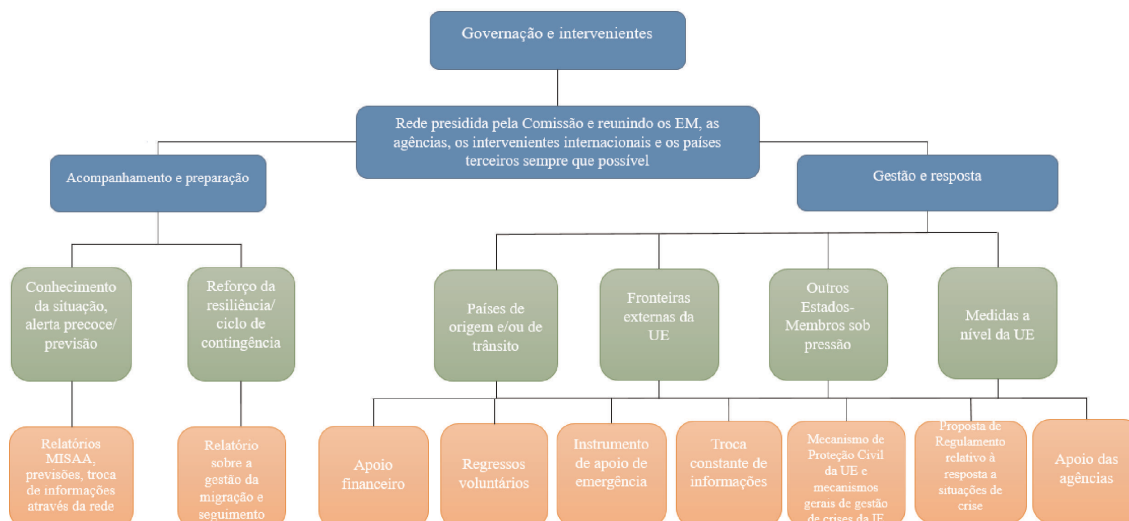 Governação e intervenientes
Rede presidida pela Comissão e reunindo os EM, as
agências, os intervenientes internacionais e os países
terceiros sempre que possível
Acompanhamento e preparação
Gestão e resposta
Conhecimento
da situação,
alerta precoce/
previsão
Reforço da
resiliência/
ciclo de
contingência
Países de
origem e/ou de
trânsito
Fronteiras
externas da
UE
Outros
Estados-
Membros sob
pressão
Medidas a
nível da UE
Relatórios
MISAA,
previsões, troca
de informações
através da rede
Relatório
sobre a
gestão da
migração e
seguimento
Apoio
financeiro
Regressos
voluntários
Instrumento
de apoio de
emergência
Troca
constante de
informações
Mecanismo de
Proteção Civil
da UE e
mecanismos
gerais de gestão
de crises da UE
Proposta de
Regulamento
relativo à
resposta a
situações de
crise
Apoio das
agências